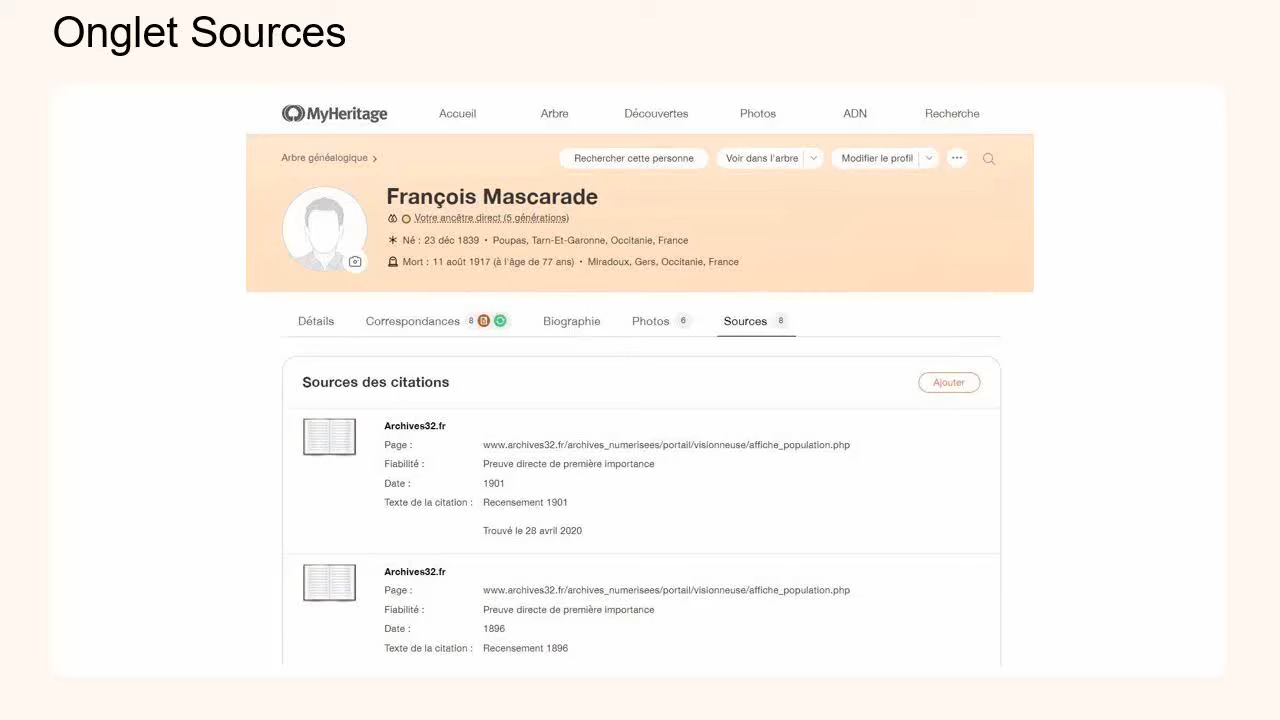 Onglet Sources
MyHeritage Accueil Arbre Découvertes Photos ADN Recherche
Arbre généalogique Rechercher cette personne Voir dans l'arbre Modifier le profil ···
François Mascarade
Votre ancêtre direct (5 générations)
Né : 23 déc 1839 • Poupas, Tarn-Et-Garonne, Occitanie, France
Mort : 11 août 1917 (à l'âge de 77 ans) • Miradoux, Gers, Occitanie, France
Détails Correspondances 8 Biographie Photos 6 Sources 8
Sources des citations Ajouter
Archives32.fr
Page : www.archives32.fr/archives_numerisees/portail/visionneuse/affiche_population.php
Fiabilité : Preuve directe de première importance
Date : 1901
Texte de la citation : Recensement 1901
Trouvé le 28 avril 2020
Archives32.fr
Page : www.archives32.fr/archives_numerisees/portail/visionneuse/affiche_population.php
Fiabilité : Preuve directe de première importance
Date : 1896
Texte de la citation : Recensement 1896